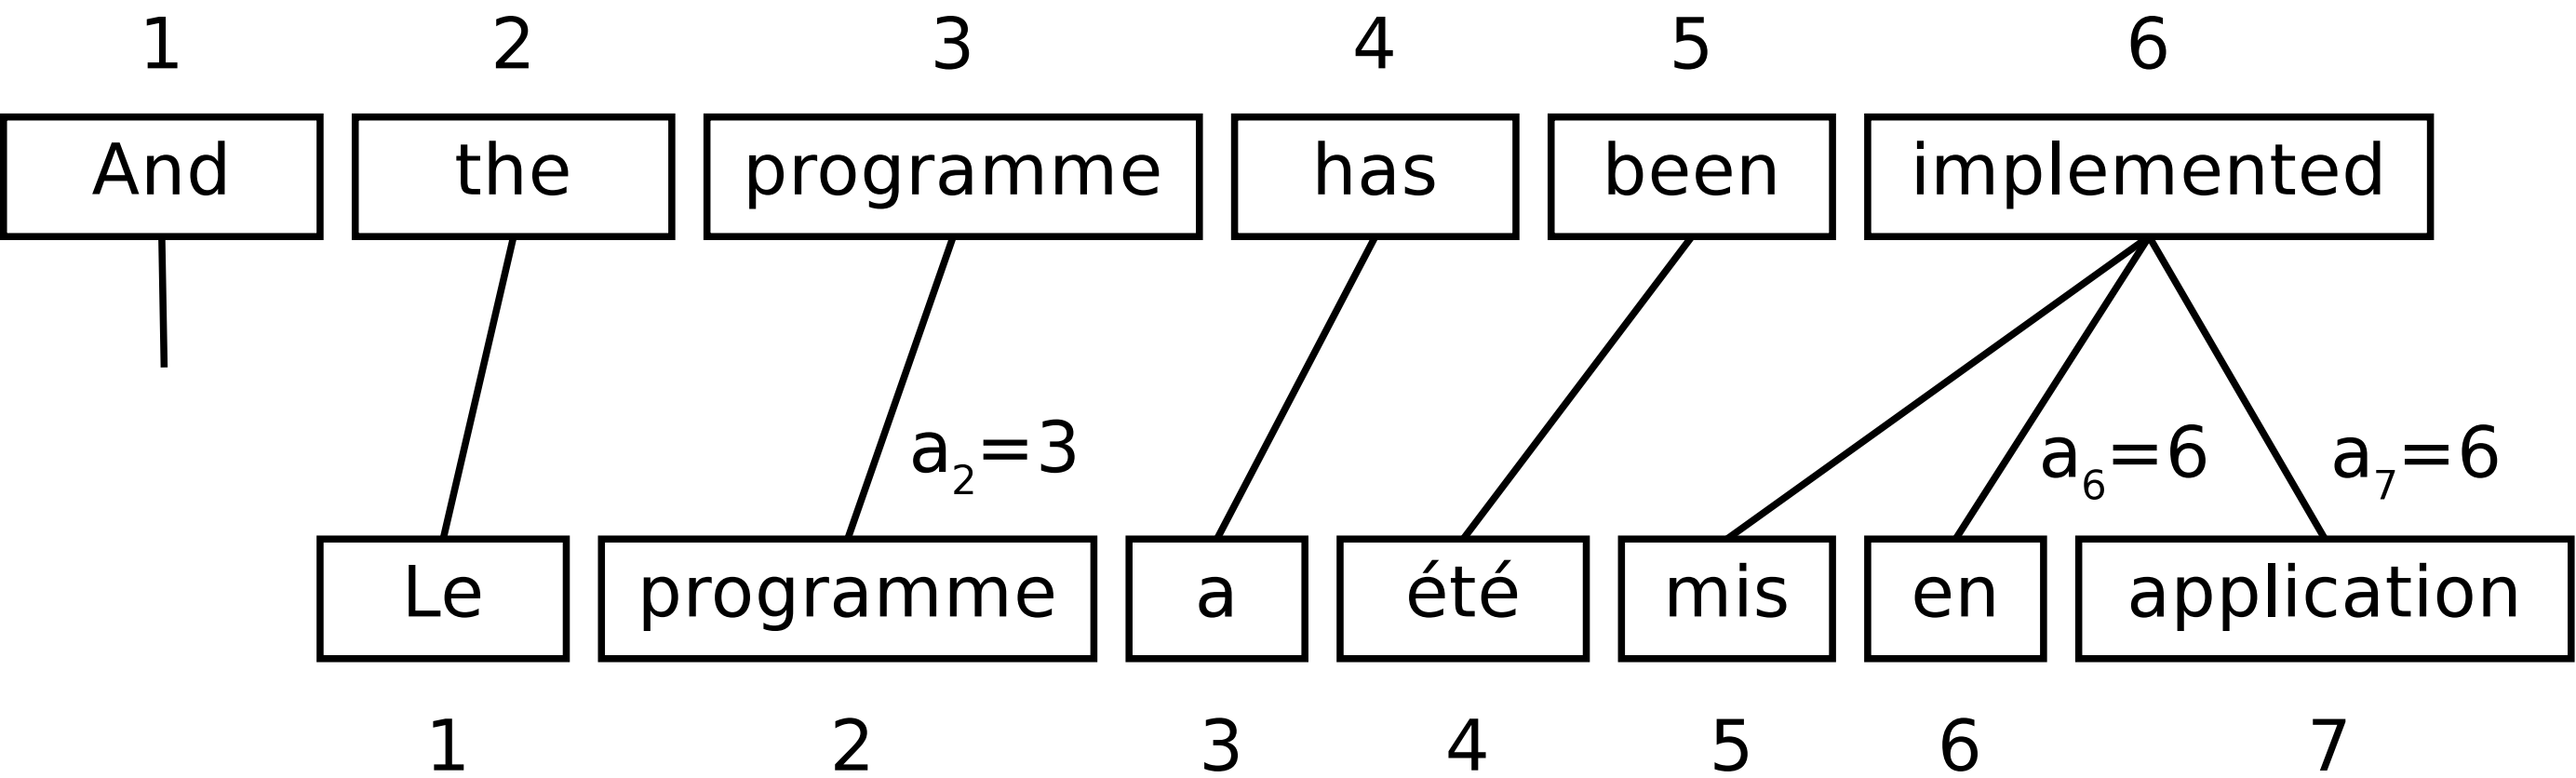 1 2 3 4 5 6
And the programme has been implemented
a₂=3 a₆=6 a₇=6
Le programme a été mis en application
1 2 3 4 5 6 7